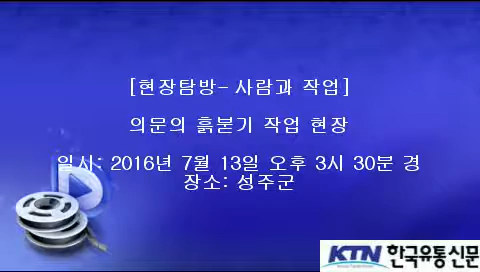 [현장탐방- 사람과 작업]
의문의 흙붇기 작업 현장
일시: 2016년 7월 13일 오후 3시 30분 경
장소: 성주군
KTN 한국유통신문